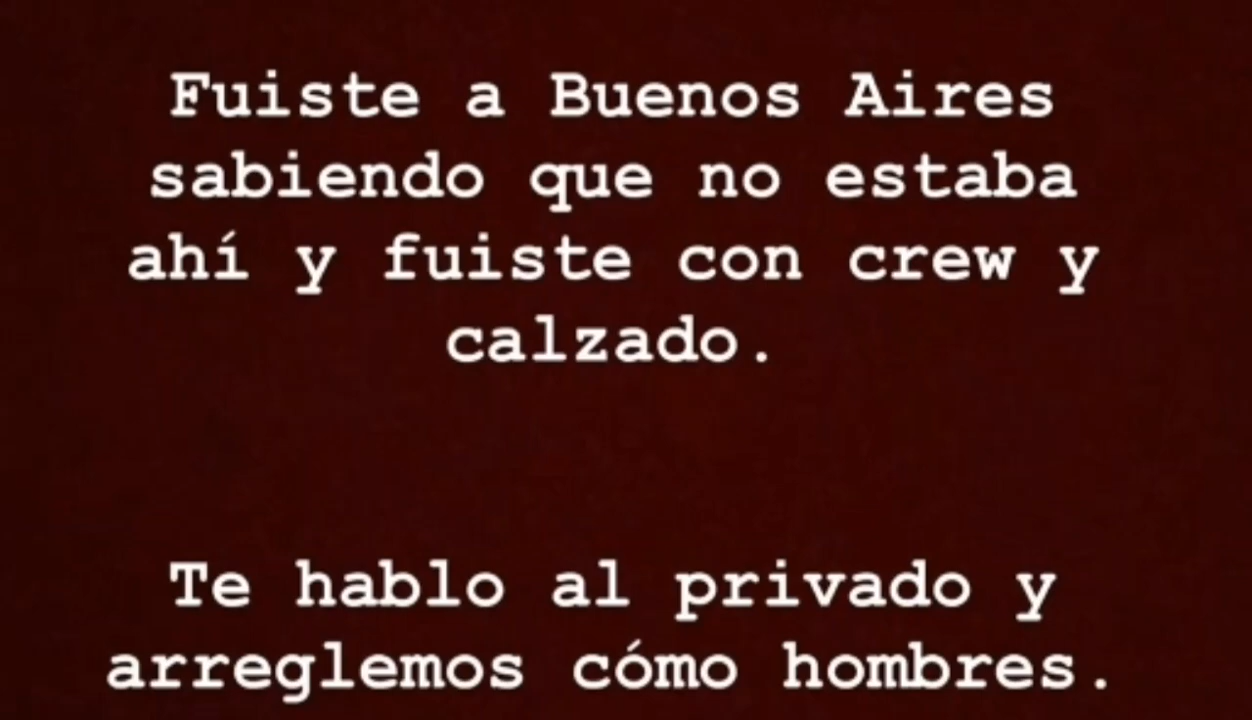 Fuiste a Buenos Aires
sabiendo que no estaba
ahí y fuiste con crew y
calzado.
Te hablo al privado y
arreglemos cómo hombres.